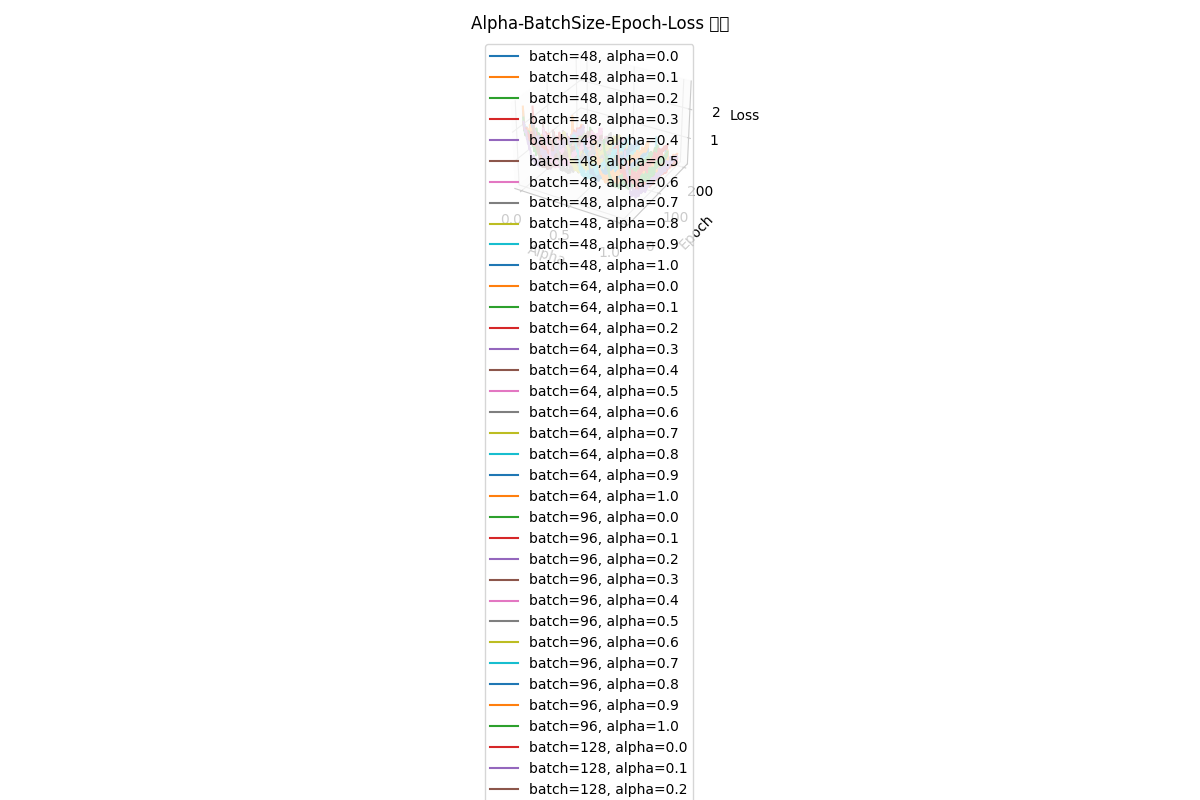 Alpha-BatchSize-Epoch-Loss
batch=48, alpha=0.0
batch=48, alpha=0.1
batch=48, alpha=0.2
batch=48, alpha=0.3
batch=48, alpha=0.4
batch=48, alpha=0.5
batch=48, alpha=0.6
batch=48, alpha=0.7
batch=48, alpha=0.8
batch=48, alpha=0.9
batch=48, alpha=1.0
batch=64, alpha=0.0
batch=64, alpha=0.1
batch=64, alpha=0.2
batch=64, alpha=0.3
batch=64, alpha=0.4
batch=64, alpha=0.5
batch=64, alpha=0.6
batch=64, alpha=0.7
batch=64, alpha=0.8
batch=64, alpha=0.9
batch=64, alpha=1.0
batch=96, alpha=0.0
batch=96, alpha=0.1
batch=96, alpha=0.2
batch=96, alpha=0.3
batch=96, alpha=0.4
batch=96, alpha=0.5
batch=96, alpha=0.6
batch=96, alpha=0.7
batch=96, alpha=0.8
batch=96, alpha=0.9
batch=96, alpha=1.0
batch=128, alpha=0.0
batch=128, alpha=0.1
batch=128, alpha=0.2
2
Loss
1
200
100
0
Epoch
0.0
0.5
1.0
Alpha